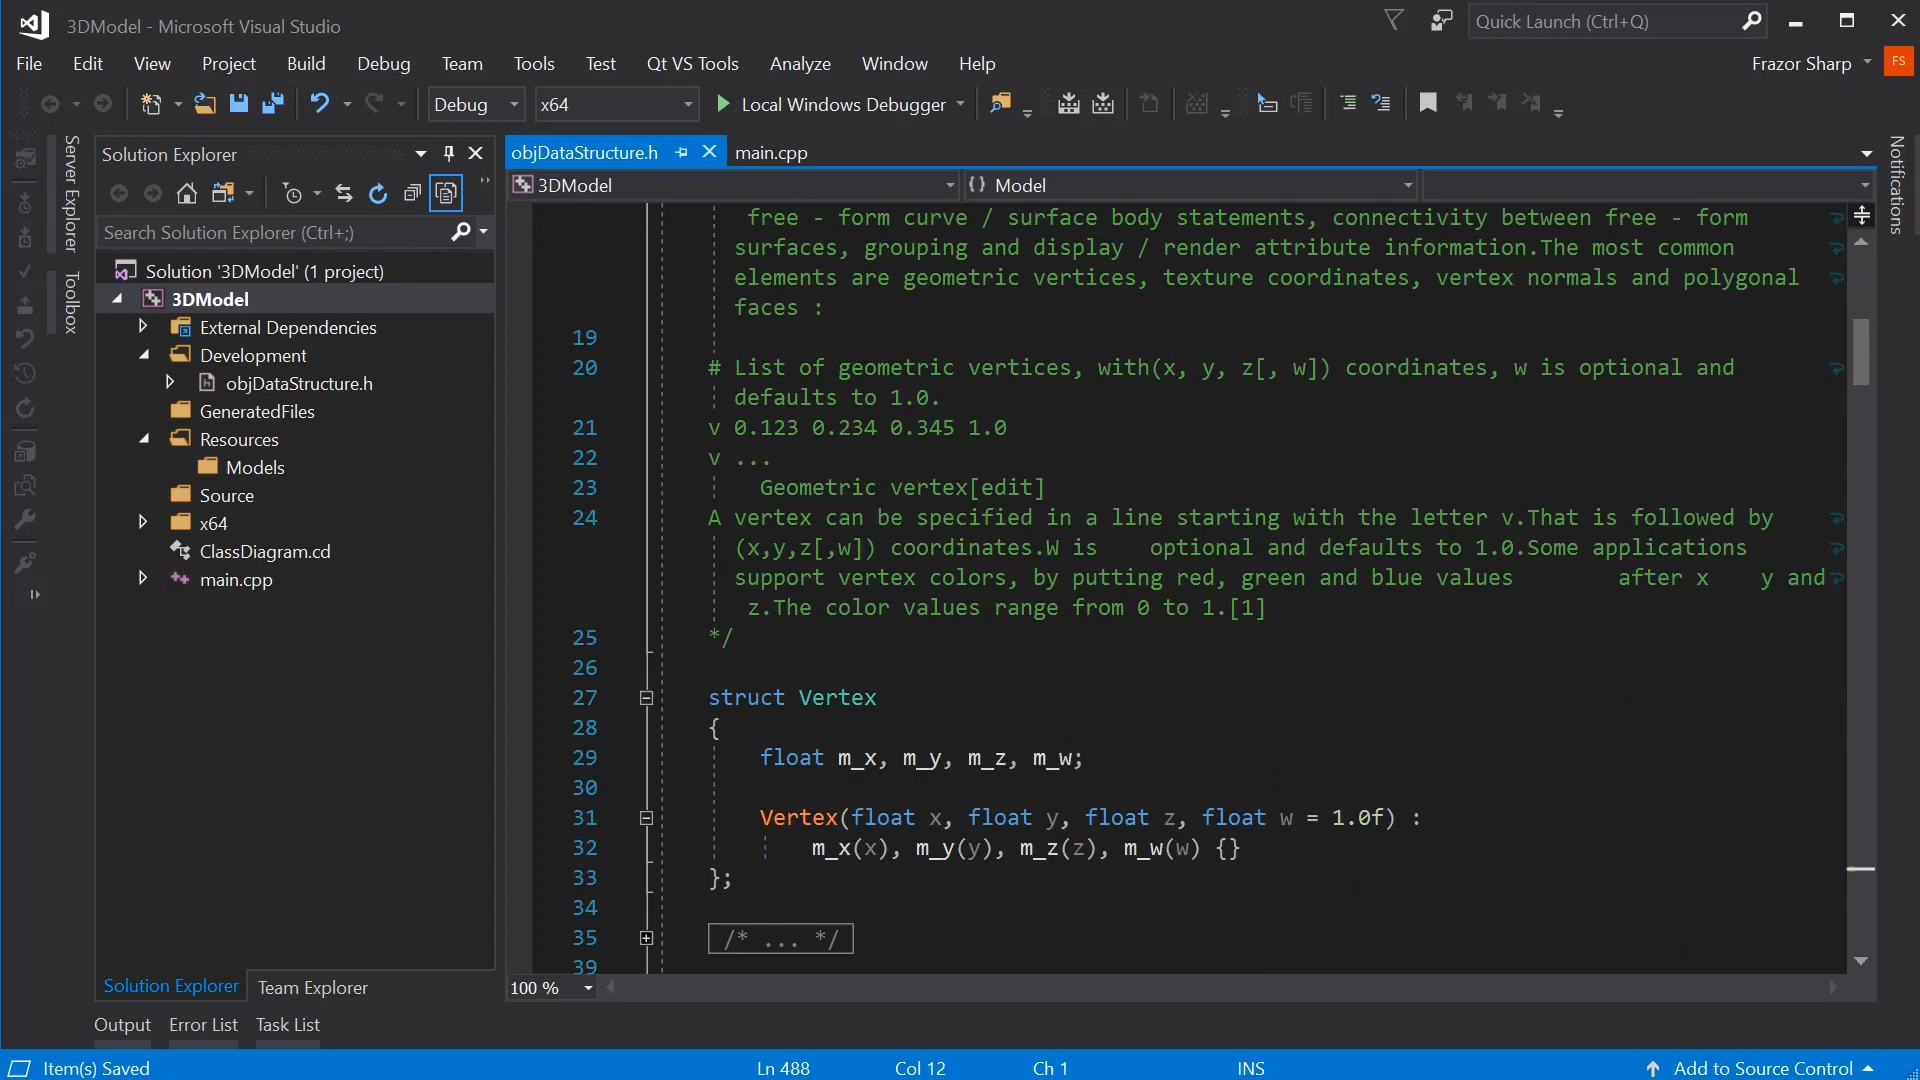 3DModel - Microsoft Visual Studio
Quick Launch (Ctrl+Q)
File Edit View Project Build Debug Team Tools Test Qt VS Tools Analyze Window Help
Frazor Sharp FS
Debug x64 Local Windows Debugger
Server Explorer
Toolbox
Solution Explorer
Search Solution Explorer (Ctrl+;)
Solution '3DModel' (1 project)
3DModel
External Dependencies
Development
objDataStructure.h
GeneratedFiles
Resources
Models
Source
x64
ClassDiagram.cd
main.cpp
Solution Explorer Team Explorer
objDataStructure.h main.cpp
3DModel {} Model
free - form curve / surface body statements, connectivity between free - form
surfaces, grouping and display / render attribute information.The most common
elements are geometric vertices, texture coordinates, vertex normals and polygonal
faces :
19
20 # List of geometric vertices, with(x, y, z[, w]) coordinates, w is optional and
defaults to 1.0.
21 v 0.123 0.234 0.345 1.0
22 v ...
23 Geometric vertex[edit]
24 A vertex can be specified in a line starting with the letter v.That is followed by
(x,y,z[,w]) coordinates.W is optional and defaults to 1.0.Some applications
support vertex colors, by putting red, green and blue values after x y and
z.The color values range from 0 to 1.[1]
25 */
26
27 struct Vertex
28 {
29 float m_x, m_y, m_z, m_w;
30
31 Vertex(float x, float y, float z, float w = 1.0f) :
32 m_x(x), m_y(y), m_z(z), m_w(w) {}
33 };
34
35 /* ... */
39
100 %
Notifications
Output Error List Task List
Item(s) Saved Ln 488 Col 12 Ch 1 INS Add to Source Control